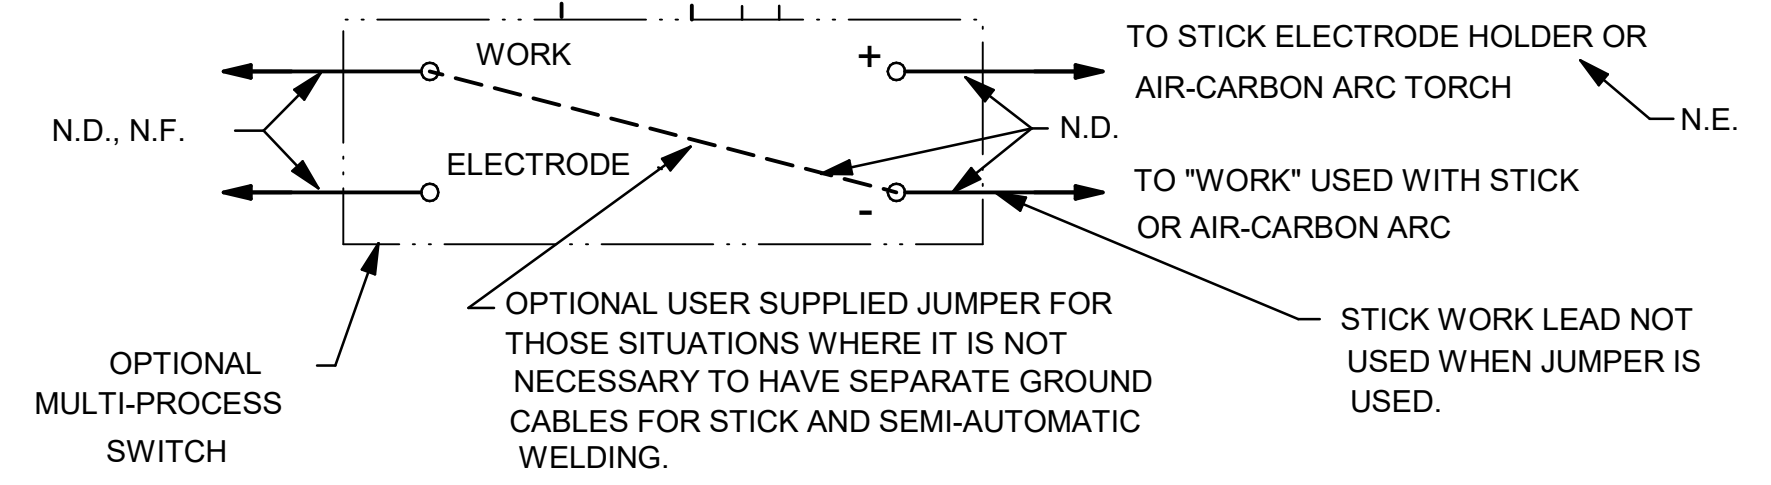 WORK
+
TO STICK ELECTRODE HOLDER OR
AIR-CARBON ARC TORCH
N.D., N.F.
N.D.
N.E.
ELECTRODE
-
TO "WORK" USED WITH STICK
OR AIR-CARBON ARC
OPTIONAL
MULTI-PROCESS
SWITCH
OPTIONAL USER SUPPLIED JUMPER FOR
THOSE SITUATIONS WHERE IT IS NOT
NECESSARY TO HAVE SEPARATE GROUND
CABLES FOR STICK AND SEMI-AUTOMATIC
WELDING.
STICK WORK LEAD NOT
USED WHEN JUMPER IS
USED.